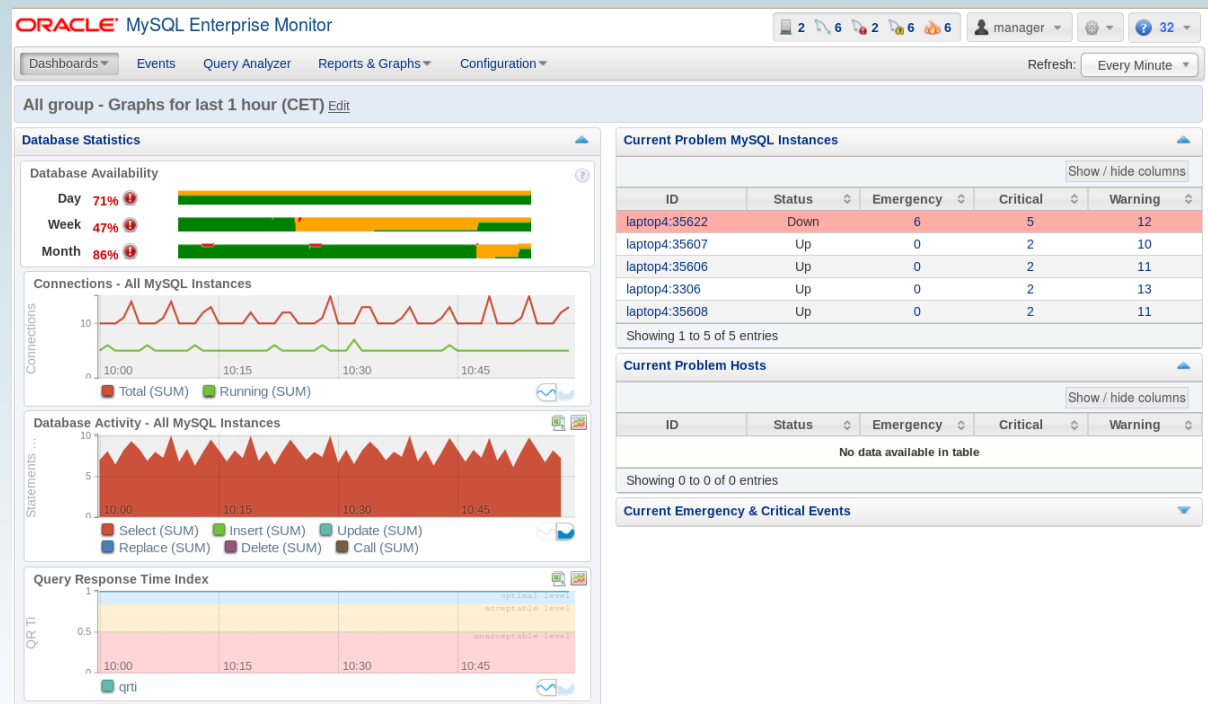 ORACLE MySQL Enterprise Monitor
2 6 2 6 6 manager 32
Dashboards Events Query Analyzer Reports & Graphs Configuration Refresh: Every Minute
All group - Graphs for last 1 hour (CET) Edit
Database Statistics
Database Availability
Day 71%
Week 47%
Month 86%
Connections - All MySQL Instances
Connections
10
0
10:00 10:15 10:30 10:45
Total (SUM) Running (SUM)
Database Activity - All MySQL Instances
Statements ...
10
5
0
10:00 10:15 10:30 10:45
Select (SUM) Insert (SUM) Update (SUM)
Replace (SUM) Delete (SUM) Call (SUM)
Query Response Time Index
QR Ti
1
optimal level
acceptable level
0.5
unacceptable level
0
10:00 10:15 10:30 10:45
qrti
Current Problem MySQL Instances
Show / hide columns
ID Status Emergency Critical Warning
laptop4:35622 Down 6 5 12
laptop4:35607 Up 0 2 10
laptop4:35606 Up 0 2 11
laptop4:3306 Up 0 2 13
laptop4:35608 Up 0 2 11
Showing 1 to 5 of 5 entries
Current Problem Hosts
Show / hide columns
ID Status Emergency Critical Warning
No data available in table
Showing 0 to 0 of 0 entries
Current Emergency & Critical Events